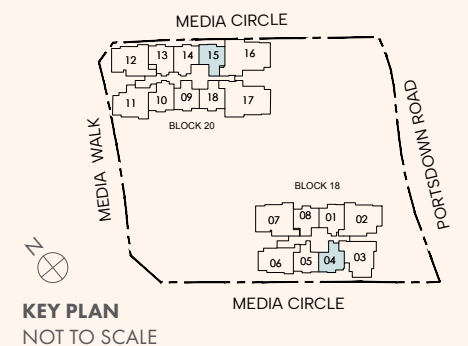 MEDIA CIRCLE
12 13 14 15 16
11 10 09 18 17
BLOCK 20
MEDIA WALK
PORTSDOWN ROAD
BLOCK 18
07 08 01 02
06 05 04 03
N
MEDIA CIRCLE
KEY PLAN
NOT TO SCALE